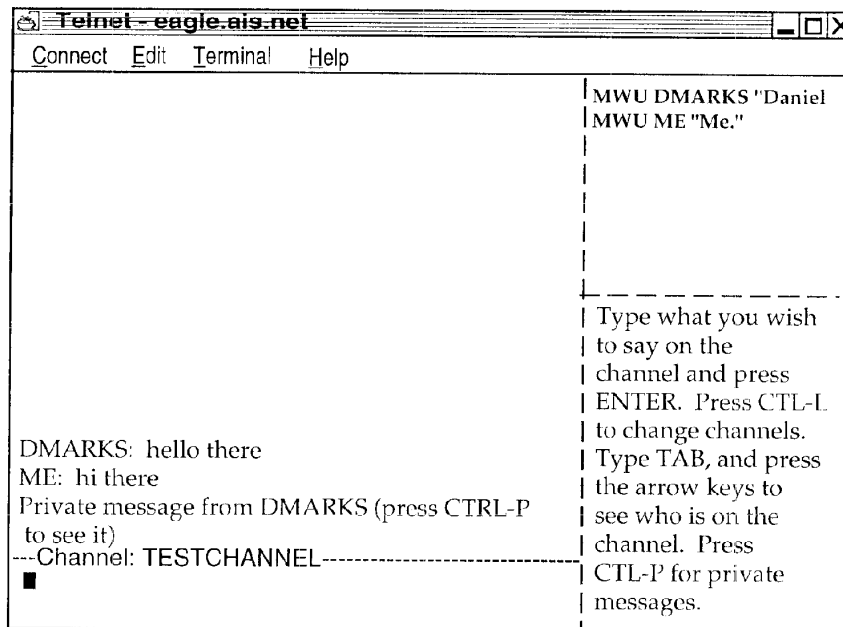 Telnet - eagle.ais.net
Connect Edit Terminal Help
MWU DMARKS "Daniel
MWU ME "Me."
DMARKS: hello there
ME: hi there
Private message from DMARKS (press CTRL-P
to see it)
---Channel: TESTCHANNEL---
Type what you wish
to say on the
channel and press
ENTER. Press CTL-L
to change channels.
Type TAB, and press
the arrow keys to
see who is on the
channel. Press
CTL-P for private
messages.